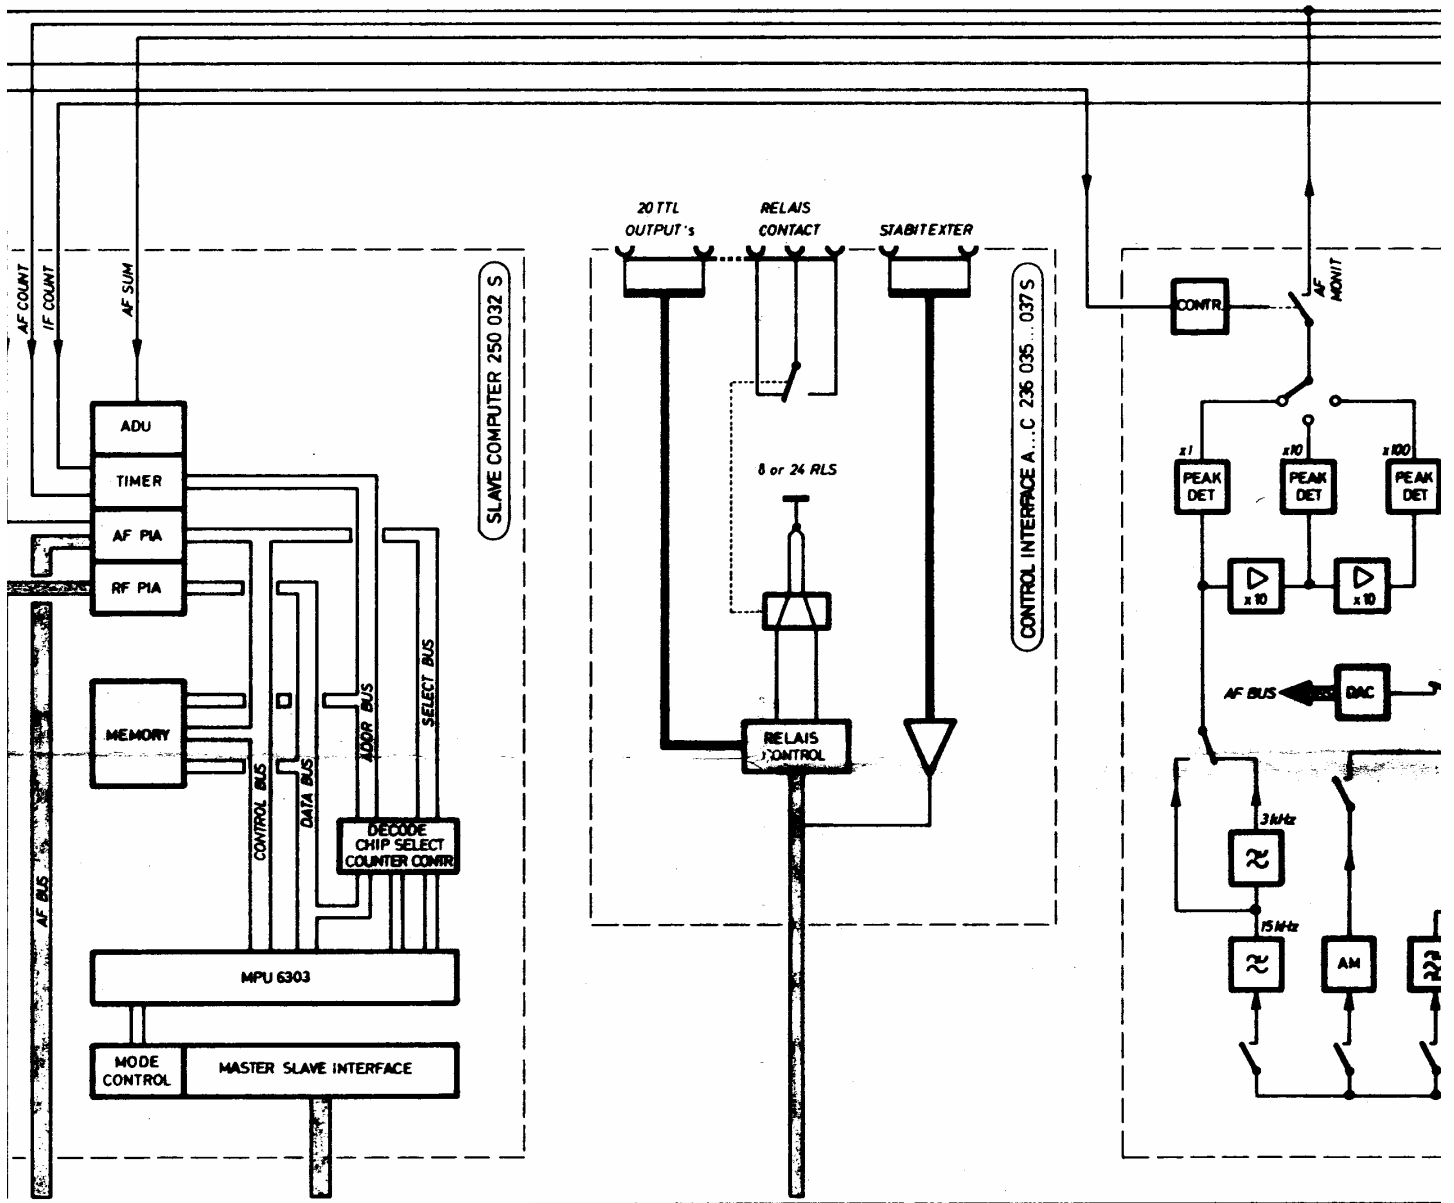 AF COUNT
IF COUNT
AF SUM
ADU
TIMER
AF PIA
RF PIA
MEMORY
CONTROL BUS
DATA BUS
ADDR BUS
SELECT BUS
DECODE
CHIP SELECT
COUNTER CONTR.
MPU 6303
MODE
CONTROL
MASTER SLAVE INTERFACE
AF BUS
SLAVE COMPUTER 250 032 S
20 TTL
OUTPUT's
RELAIS
CONTACT
STABITEXTER
8 or 24 RLS
RELAIS
CONTROL
CONTROL INTERFACE A...C 236 035...037 S
AF
MONIT
CONTR.
x1
PEAK
DET
x10
PEAK
DET
x100
PEAK
DET
x10
x10
AF BUS
DAC
3kHz
15kHz
AM